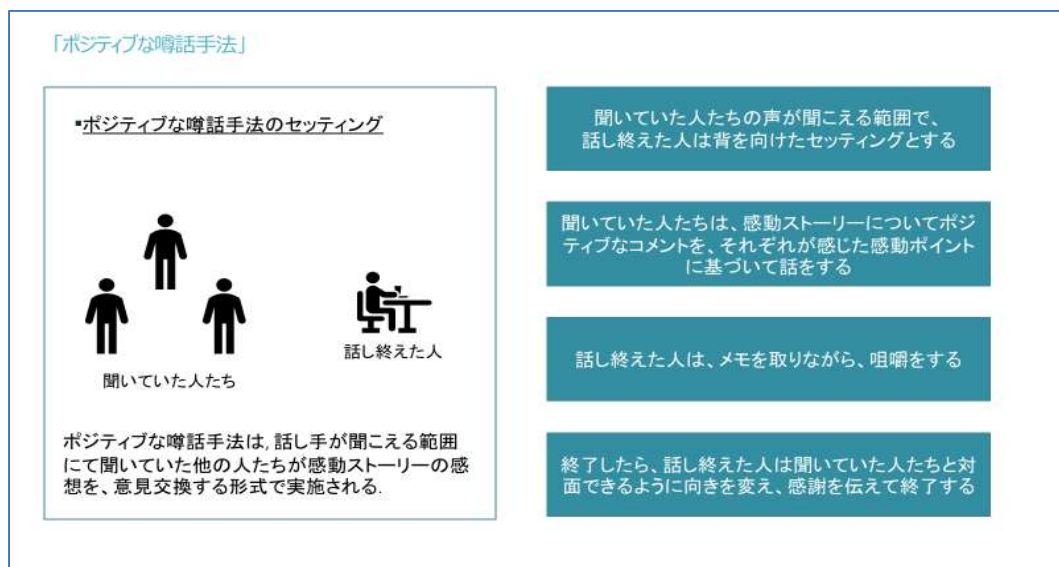 「ポジティブな噂話手法」
▪ポジティブな噂話手法のセッティング
聞いていた人たち
話し終えた人
ポジティブな噂話手法は, 話し手が聞こえる範囲
にて聞いていた他の人たちが感動ストーリーの感
想を、意見交換する形式で実施される.
聞いていた人たちの声が聞こえる範囲で、
話し終えた人は背を向けたセッティングとする
聞いていた人たちは、感動ストーリーについてポジ
ティブなコメントを、それぞれが感じた感動ポイント
に基づいて話をする
話し終えた人は、メモを取りながら、咀嚼をする
終了したら、話し終えた人は聞いていた人たちと対
面できるように向きを変え、感謝を伝えて終了する